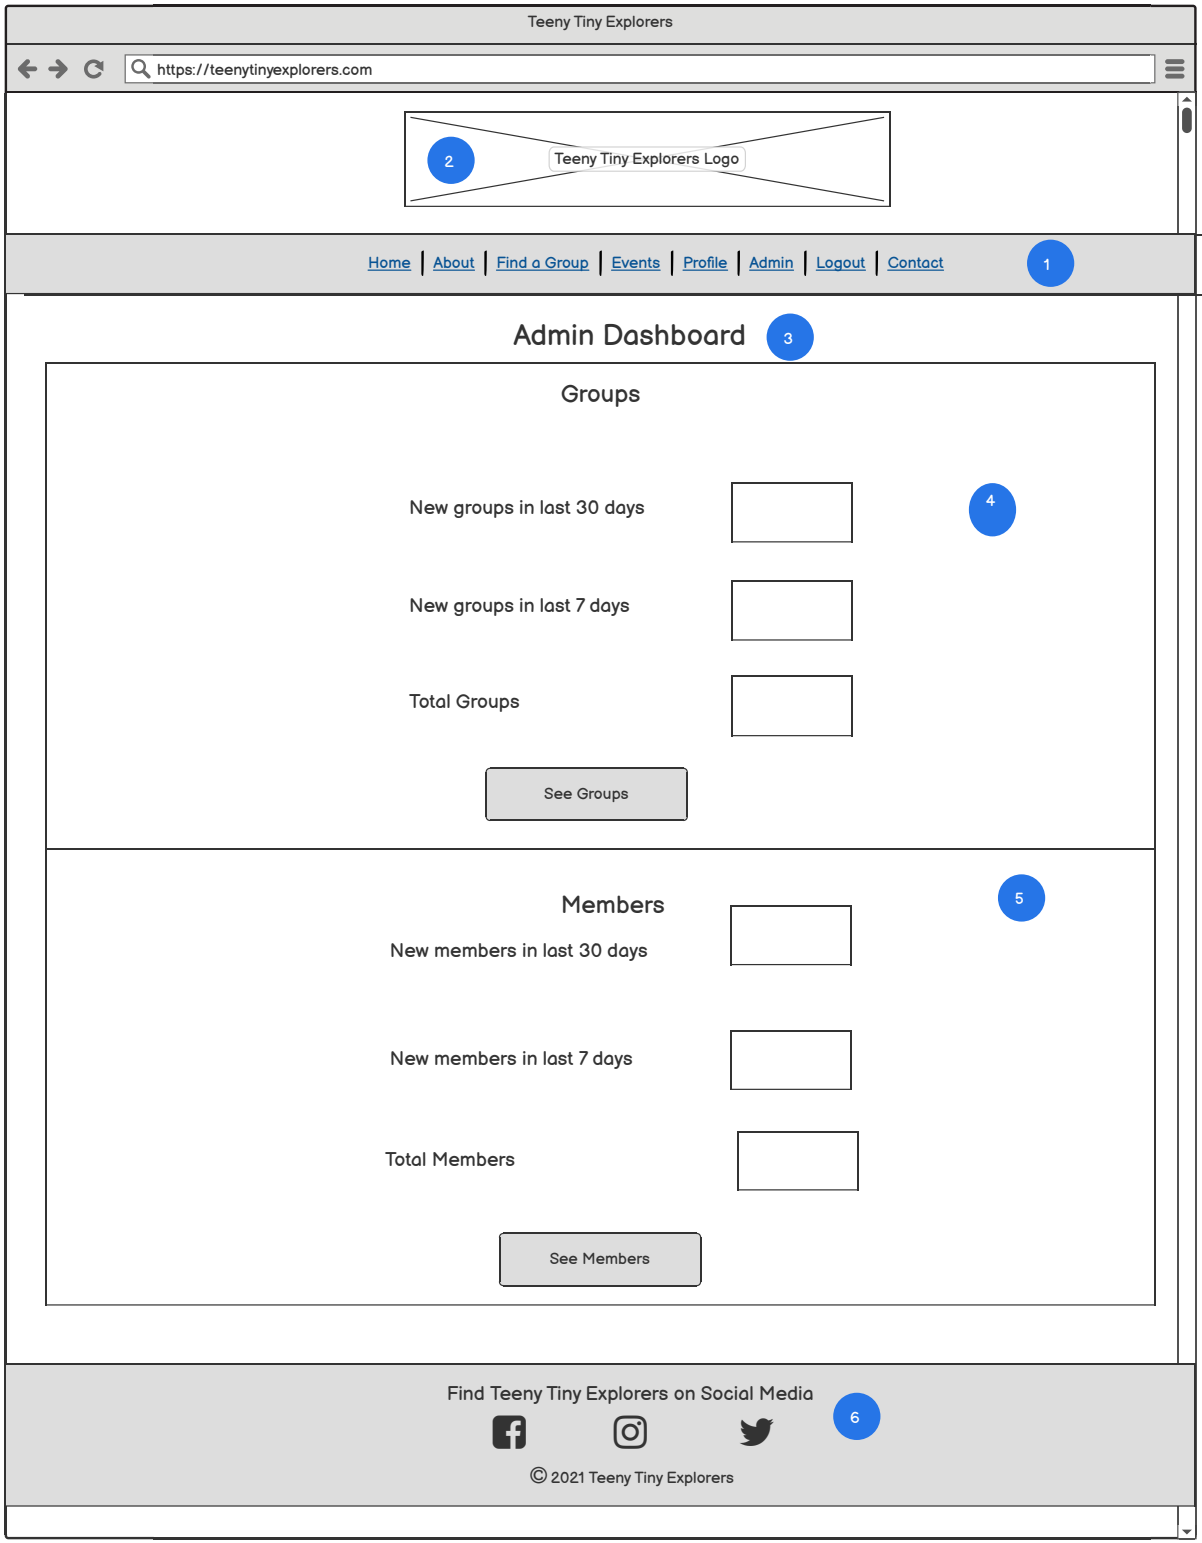 Teeny Tiny Explorers
https://teenytinyexplorers.com
2
Teeny Tiny Explorers Logo
Home About Find a Group Events Profile Admin Logout Contact
1
Admin Dashboard
3
Groups
New groups in last 30 days
4
New groups in last 7 days
Total Groups
See Groups
5
Members
New members in last 30 days
New members in last 7 days
Total Members
See Members
Find Teeny Tiny Explorers on Social Media
6
© 2021 Teeny Tiny Explorers